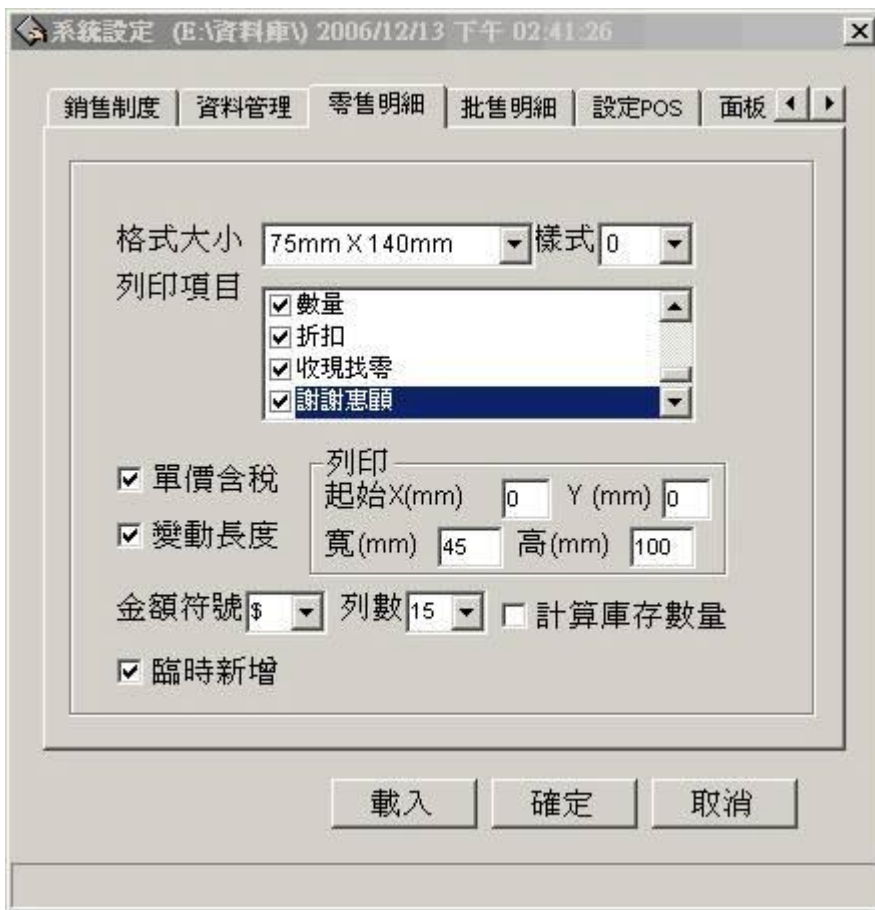 系統設定 (E:\資料庫\) 2006/12/13 下午 02:41:26
銷售制度 資料管理 零售明細 批售明細 設定POS 面板
格式大小 75mm X 140mm 樣式 0
列印項目
數量
折扣
收現找零
謝謝惠顧
列印
單價含稅 起始X(mm) 0 Y (mm) 0
變動長度 寬(mm) 45 高(mm) 100
金額符號 $ 列數 15 計算庫存數量
臨時新增
載入 確定 取消